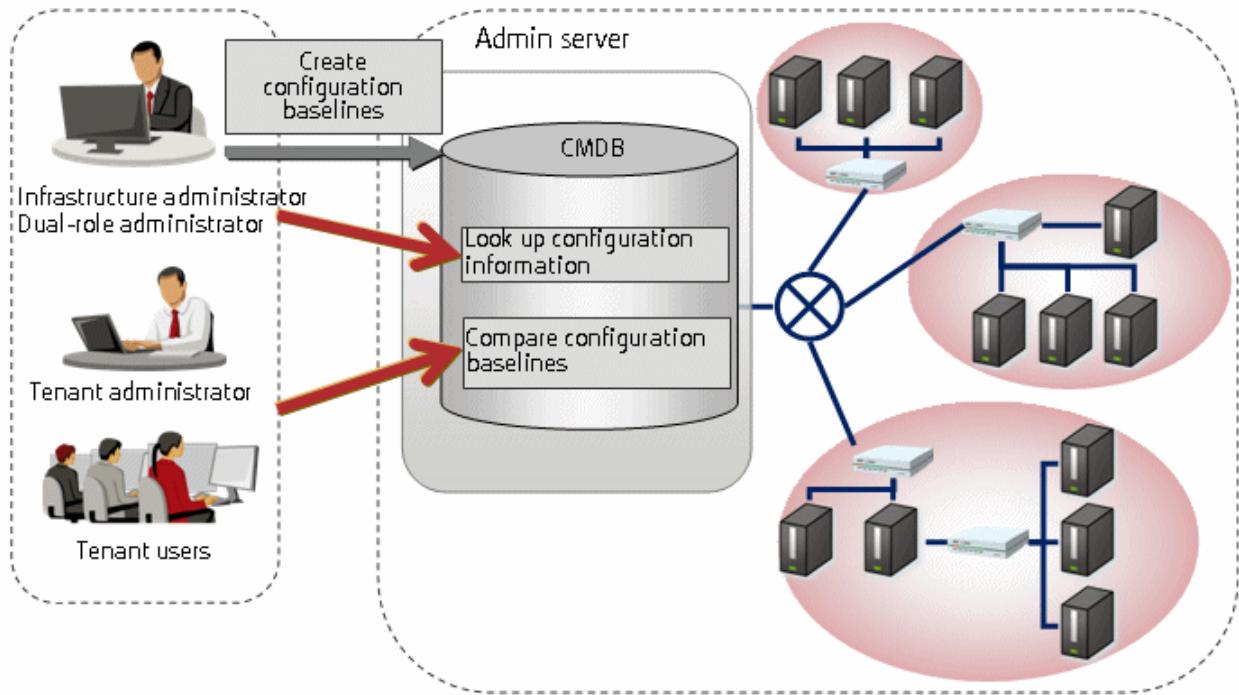 Admin server
Create
configuration
baselines
CMDB
Infrastructure administrator
Dual-role administrator
Look up configuration
information
Compare configuration
baselines
Tenant administrator
Tenant users